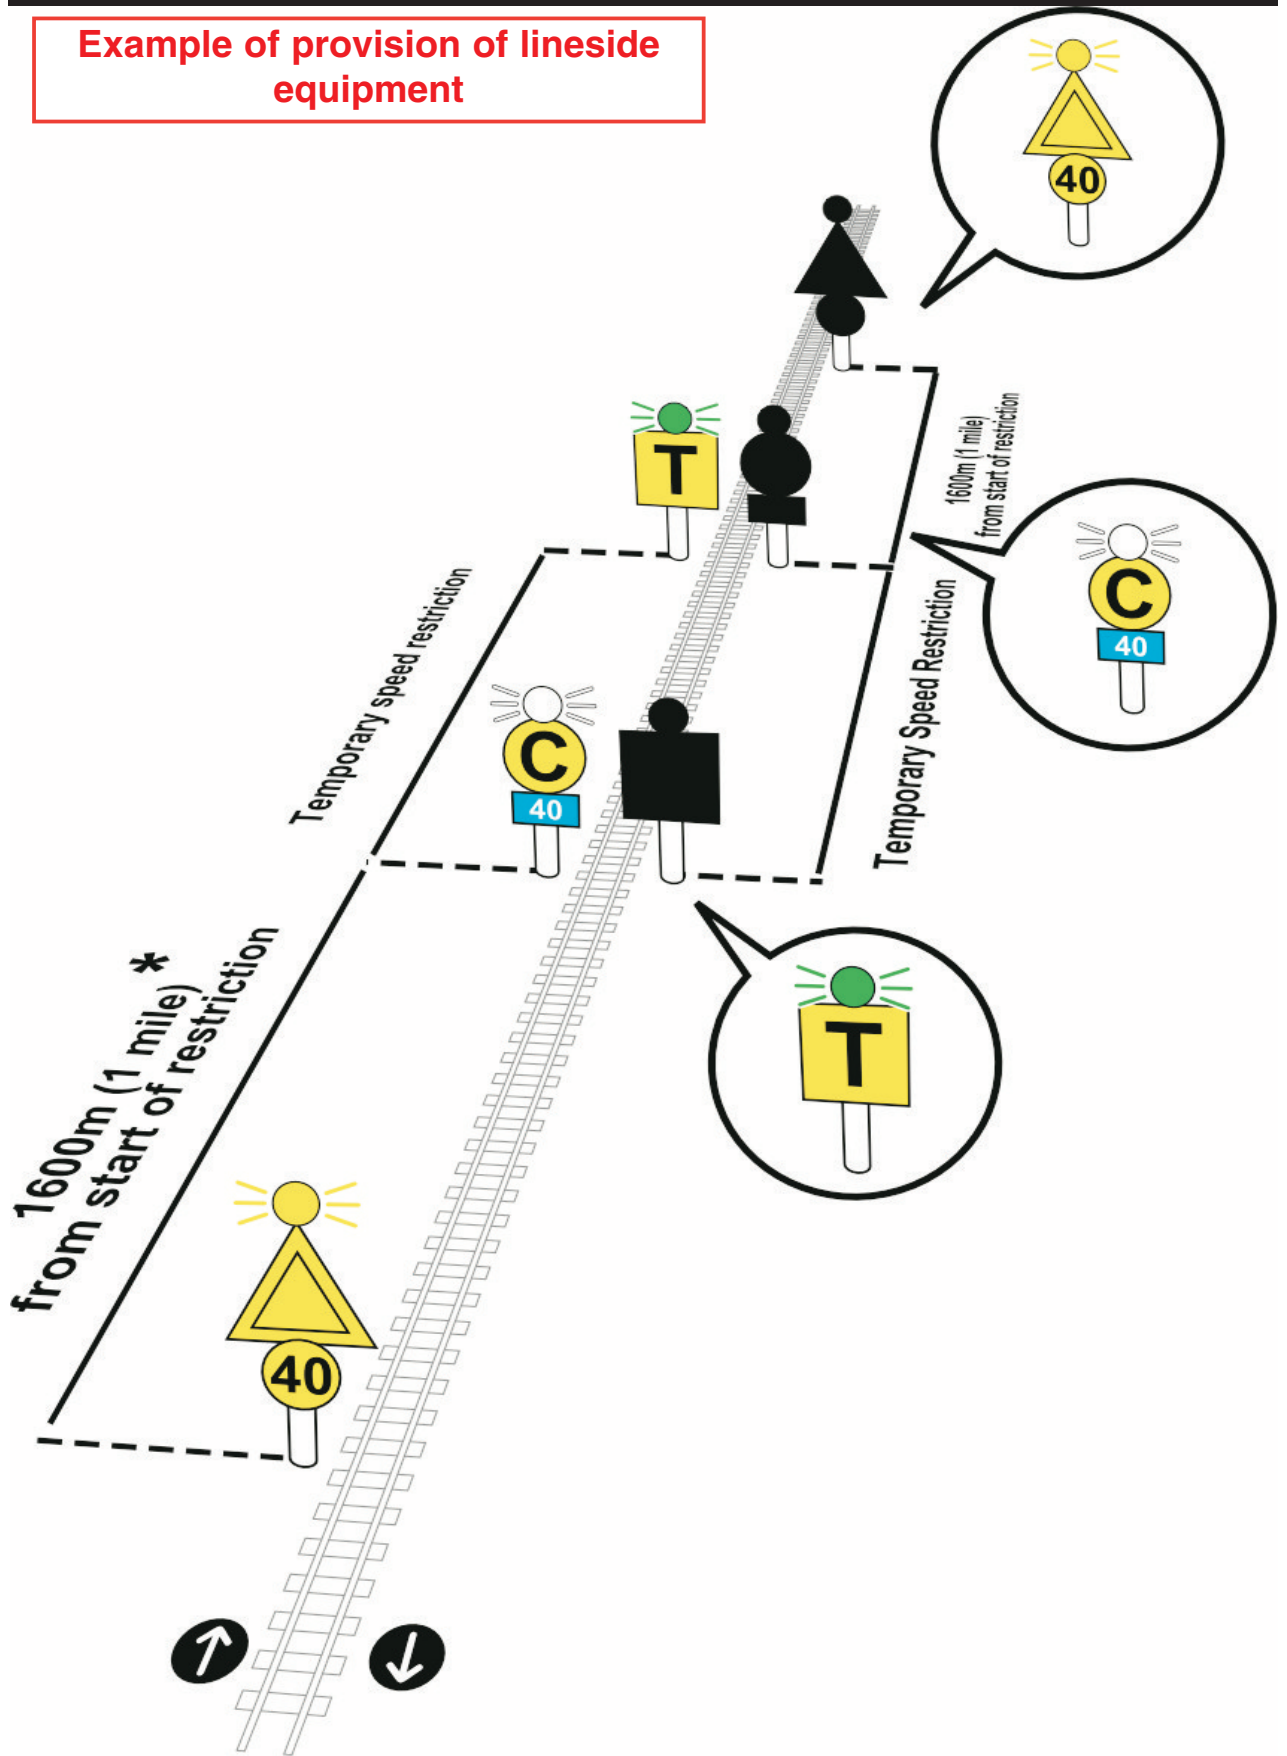 Example of provision of lineside
equipment
40
1600m (1 mile)
from start of restriction
T
C
40
Temporary speed restriction
Temporary Speed Restriction
C
40
T
1600m (1 mile) *
from start of restriction
40